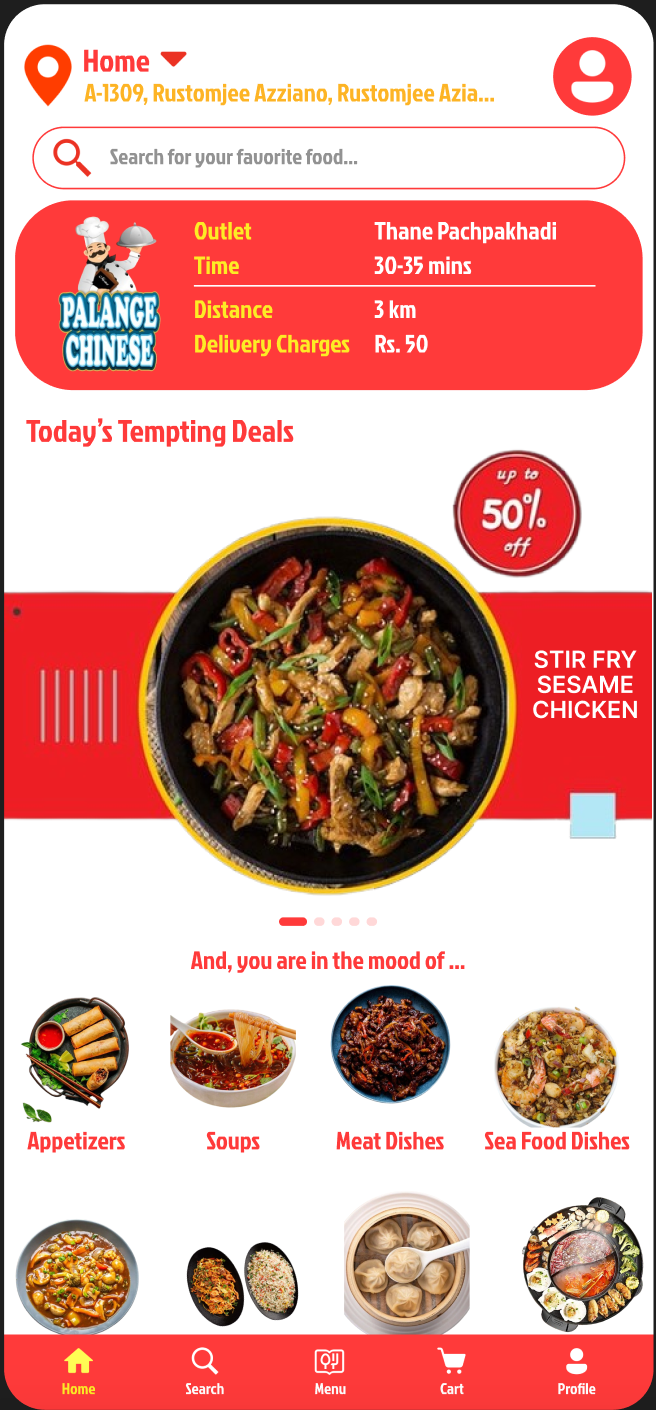 Home
A-1309, Rustomjee Azziano, Rustomjee Azia...
Search for your favorite food...
PALANGE
CHINESE
Outlet Thane Pachpakhadi
Time 30-35 mins
Distance 3 km
Delivery Charges Rs. 50
Today's Tempting Deals
up to
50%
off
STIR FRY
SESAME
CHICKEN
And, you are in the mood of ...
Appetizers Soups Meat Dishes Sea Food Dishes
Home Search Menu Cart Profile